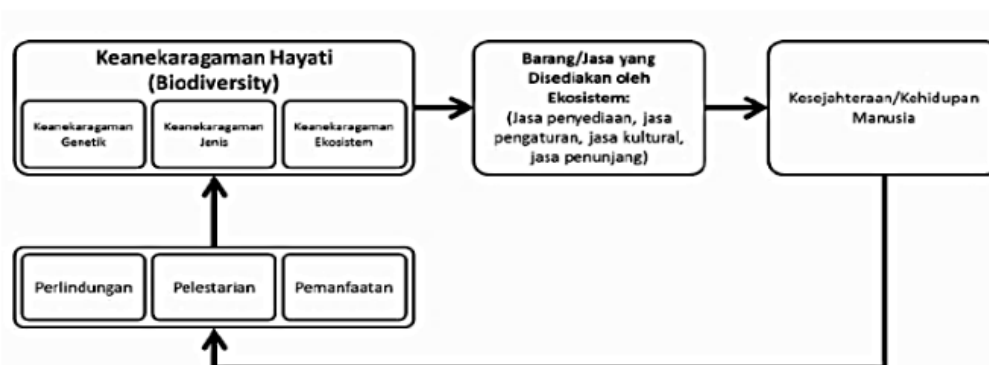 Keanekaragaman Hayati
(Biodiversity)
Keanekaragaman
Genetik
Keanekaragaman
Jenis
Keanekaragaman
Ekosistem
Barang/Jasa yang
Disediakan oleh
Ekosistem:
(Jasa penyediaan, jasa
pengaturan, jasa kultural,
jasa penunjang)
Kesejahteraan/Kehidupan
Manusia
Perlindungan
Pelestarian
Pemanfaatan